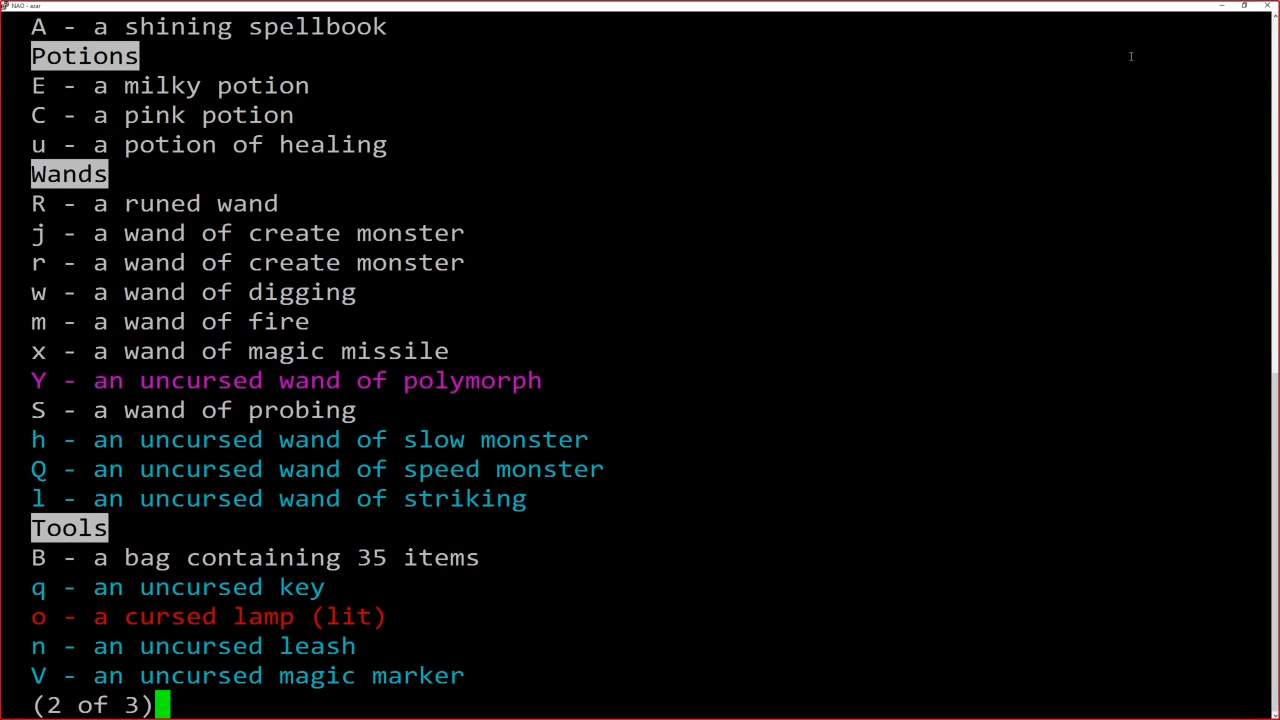 NAO - azar
A - a shining spellbook
Potions
E - a milky potion
C - a pink potion
u - a potion of healing
Wands
R - a runed wand
j - a wand of create monster
r - a wand of create monster
w - a wand of digging
m - a wand of fire
x - a wand of magic missile
Y - an uncursed wand of polymorph
S - a wand of probing
h - an uncursed wand of slow monster
Q - an uncursed wand of speed monster
l - an uncursed wand of striking
Tools
B - a bag containing 35 items
q - an uncursed key
o - a cursed lamp (lit)
n - an uncursed leash
V - an uncursed magic marker
(2 of 3)